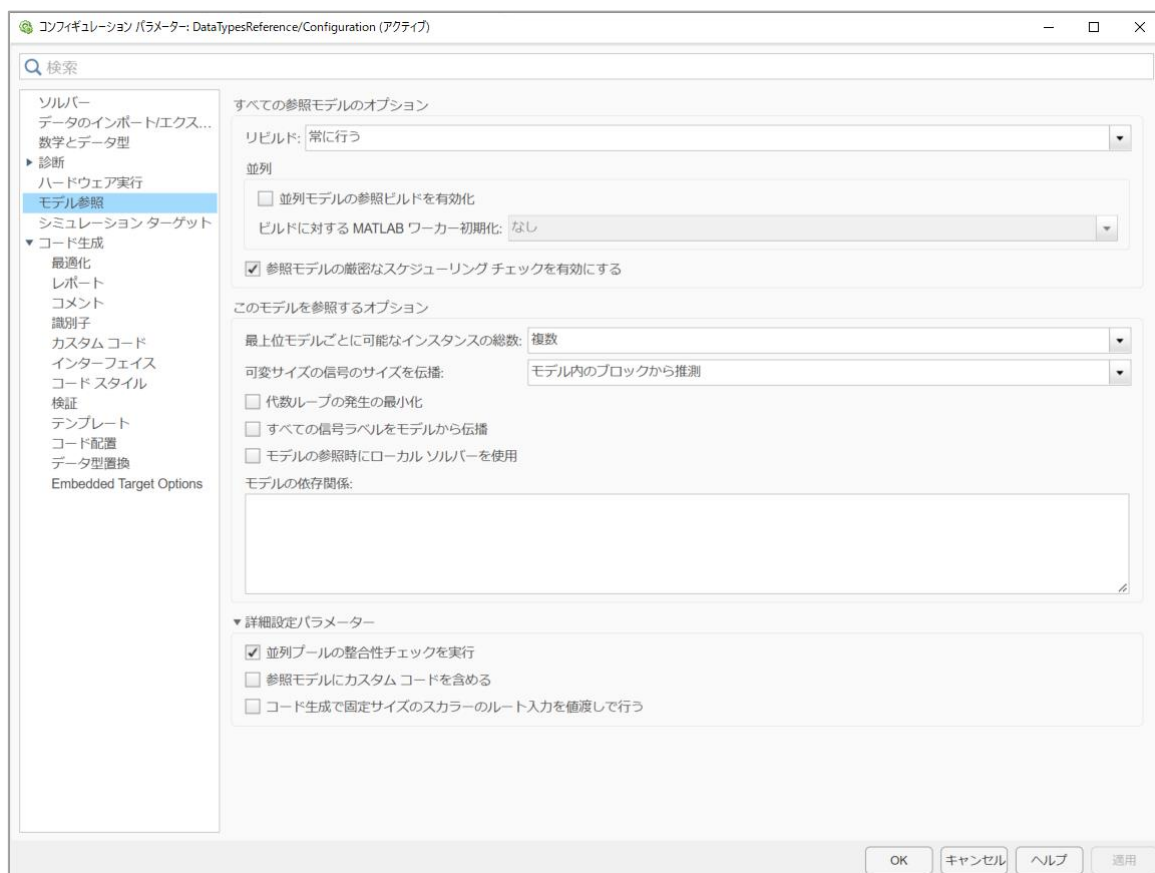 コンフィギュレーション パラメーター: DataTypesReference/Configuration (アクティブ)
検索
ソルバー
データのインポート/エクス...
数学とデータ型
診断
ハードウェア実行
モデル参照
シミュレーション ターゲット
コード生成
最適化
レポート
コメント
識別子
カスタム コード
インターフェイス
コード スタイル
検証
テンプレート
コード配置
データ型置換
Embedded Target Options
すべての参照モデルのオプション
リビルド: 常に行う
並列
並列モデルの参照ビルドを有効化
ビルドに対する MATLAB ワーカー初期化: なし
参照モデルの厳密なスケジューリング チェックを有効にする
このモデルを参照するオプション
最上位モデルごとに可能なインスタンスの総数: 複数
可変サイズの信号のサイズを伝播: モデル内のブロックから推測
代数ループの発生の最小化
すべての信号ラベルをモデルから伝播
モデルの参照時にローカル ソルバーを使用
モデルの依存関係:
詳細設定パラメーター
並列プールの整合性チェックを実行
参照モデルにカスタム コードを含める
コード生成で固定サイズのスカラーのルート入力を値渡しで行う
OK キャンセル ヘルプ 適用